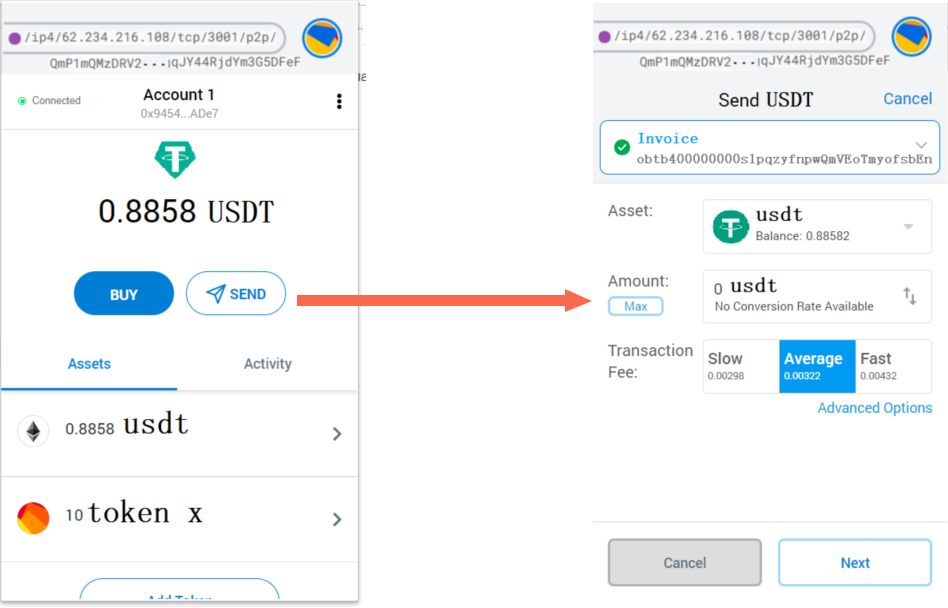 /ip4/62.234.216.108/tcp/3001/p2p/
QmP1mQMzDRV2...qJY44RjdYm3G5DFeF
Connected
Account 1
0x9454...ADe7
0.8858 USDT
BUY
SEND
Assets
Activity
0.8858 usdt
10 token x
Add Token
/ip4/62.234.216.108/tcp/3001/p2p/
QmP1mQMzDRV2...qJY44RjdYm3G5DFeF
Send USDT
Cancel
Invoice
obtb400000000s1pqzyfnpwQmVEoTmyofsbEn
Asset:
usdt
Balance: 0.88582
Amount:
Max
0 usdt
No Conversion Rate Available
Transaction
Fee:
Slow
0.00298
Average
0.00322
Fast
0.00432
Advanced Options
Cancel
Next